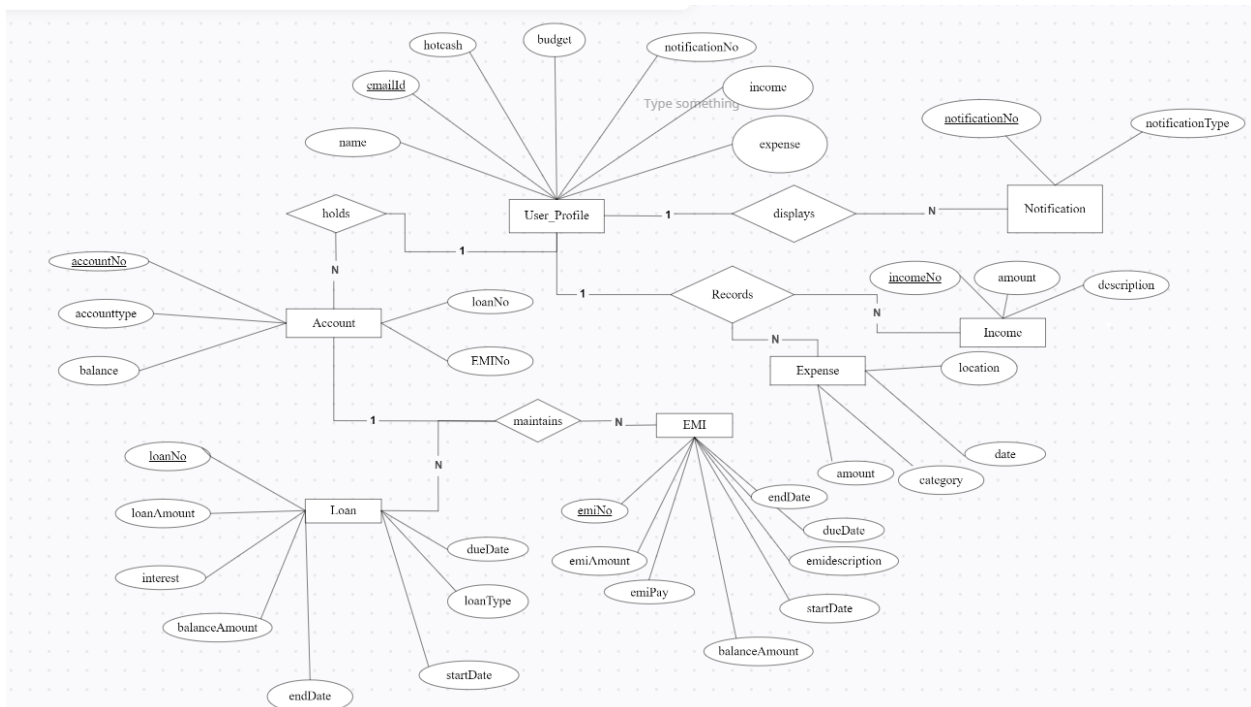 hotcash
budget
notificationNo
emailId
income
Type something
notificationNo
notificationType
name
expense
holds
User_Profile
1
displays
N
Notification
1
accountNo
N
incomeNo
amount
description
1
Records
N
loanNo
accounttype
Account
Income
N
EMINo
balance
Expense
location
1
maintains
N
EMI
loanNo
N
amount
category
date
endDate
loanAmount
Loan
emiNo
dueDate
dueDate
emiAmount
emidescription
interest
emiPay
loanType
startDate
balanceAmount
balanceAmount
startDate
endDate